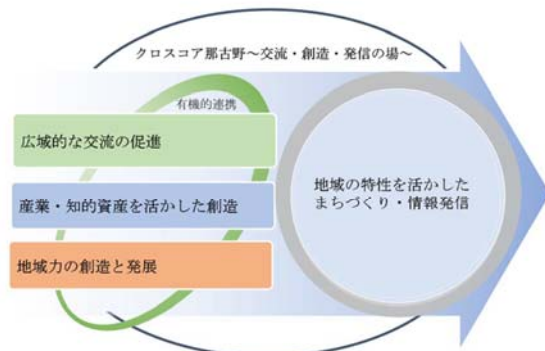 クロスコア那古野~交流・創造・発信の場~
有機的連携
広域的な交流の促進
産業・知的資産を活かした創造
地域力の創造と発展
地域の特性を活かした
まちづくり・情報発信